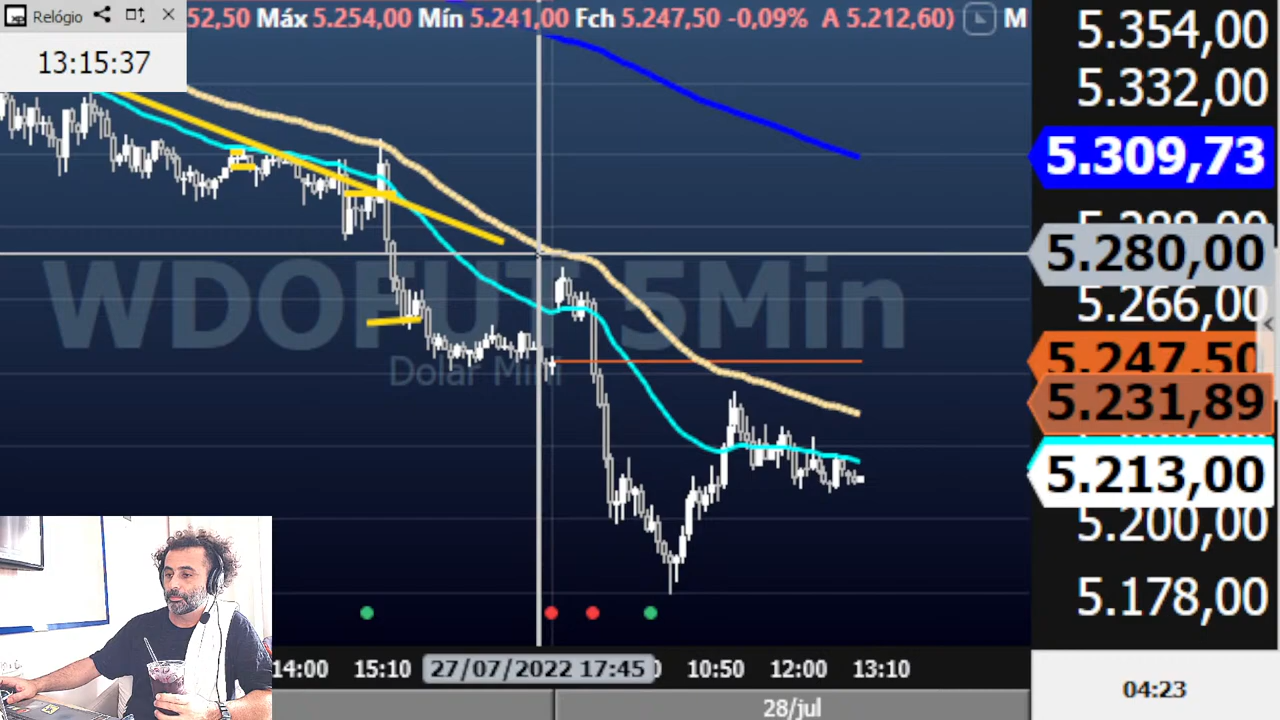 Relógio
13:15:37
52,50 Máx 5.254,00 Mín 5.241,00 Fch 5.247,50 -0,09% A 5.212,60) M
5.354,00
5.332,00
5.309,73
5.280,00
5.266,00
5.247,50
5.231,89
5.213,00
5.200,00
5.178,00
WDOFUT 5Min
Dolar Mini
14:00 15:10 27/07/2022 17:45 10:50 12:00 13:10
04:23
28/jul